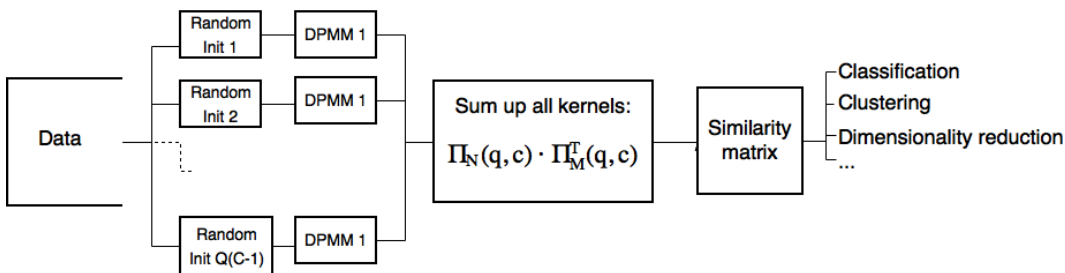 Data
Random
Init 1
DPMM 1
Random
Init 2
DPMM 1
Random
Init Q(C-1)
DPMM 1
Sum up all kernels:
Π_N(q,c) · Π_M^T(q,c)
Similarity
matrix
Classification
Clustering
Dimensionality reduction
...